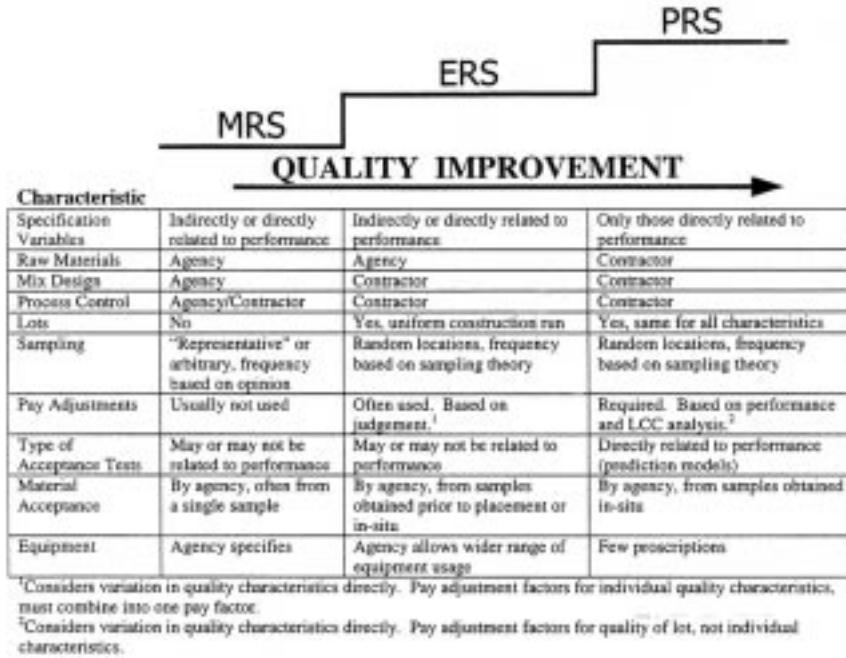 PRS
ERS
MRS
QUALITY IMPROVEMENT
Characteristic
Specification Variables | Indirectly or directly related to performance | Indirectly or directly related to performance | Only those directly related to performance
Raw Materials | Agency | Agency | Contractor
Mix Design | Agency | Contractor | Contractor
Process Control | Agency/Contractor | Contractor | Contractor
Lots | No | Yes, uniform construction run | Yes, same for all characteristics
Sampling | "Representative" or arbitrary, frequency based on opinion | Random locations, frequency based on sampling theory | Random locations, frequency based on sampling theory
Pay Adjustments | Usually not used | Often used. Based on judgement.¹ | Required. Based on performance and LCC analysis.²
Type of Acceptance Tests | May or may not be related to performance | May or may not be related to performance | Directly related to performance (prediction models)
Material Acceptance | By agency, often from a single sample | By agency, from samples obtained prior to placement or in-situ | By agency, from samples obtained in-situ
Equipment | Agency specifies | Agency allows wider range of equipment usage | Few proscriptions
¹Considers variation in quality characteristics directly. Pay adjustment factors for individual quality characteristics,
must combine into one pay factor.
²Considers variation in quality characteristics directly. Pay adjustment factors for quality of lot, not individual
characteristics.